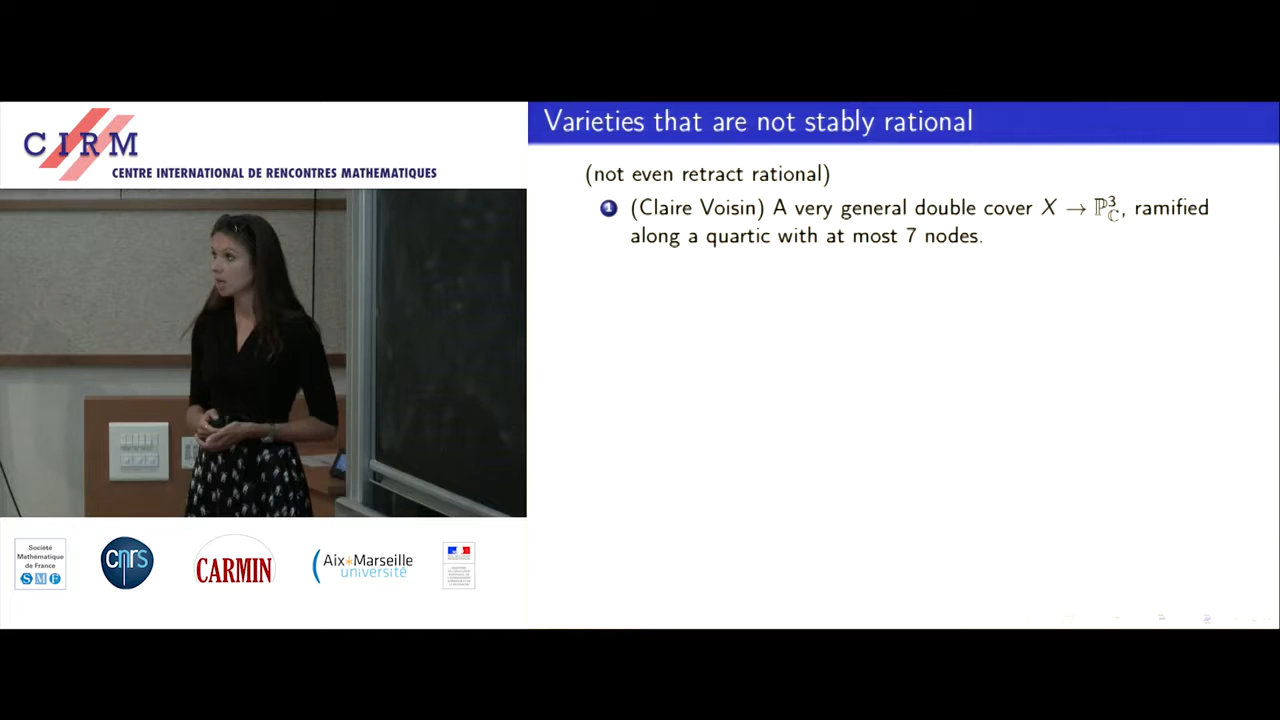 CIRM
CENTRE INTERNATIONAL DE RENCONTRES MATHEMATIQUES
Varieties that are not stably rational
(not even retract rational)
1 (Claire Voisin) A very general double cover X → ℙ³_ℂ, ramified
along a quartic with at most 7 nodes.
Société
Mathématique
de France
SMF
cnrs
CARMIN
Aix*Marseille
université